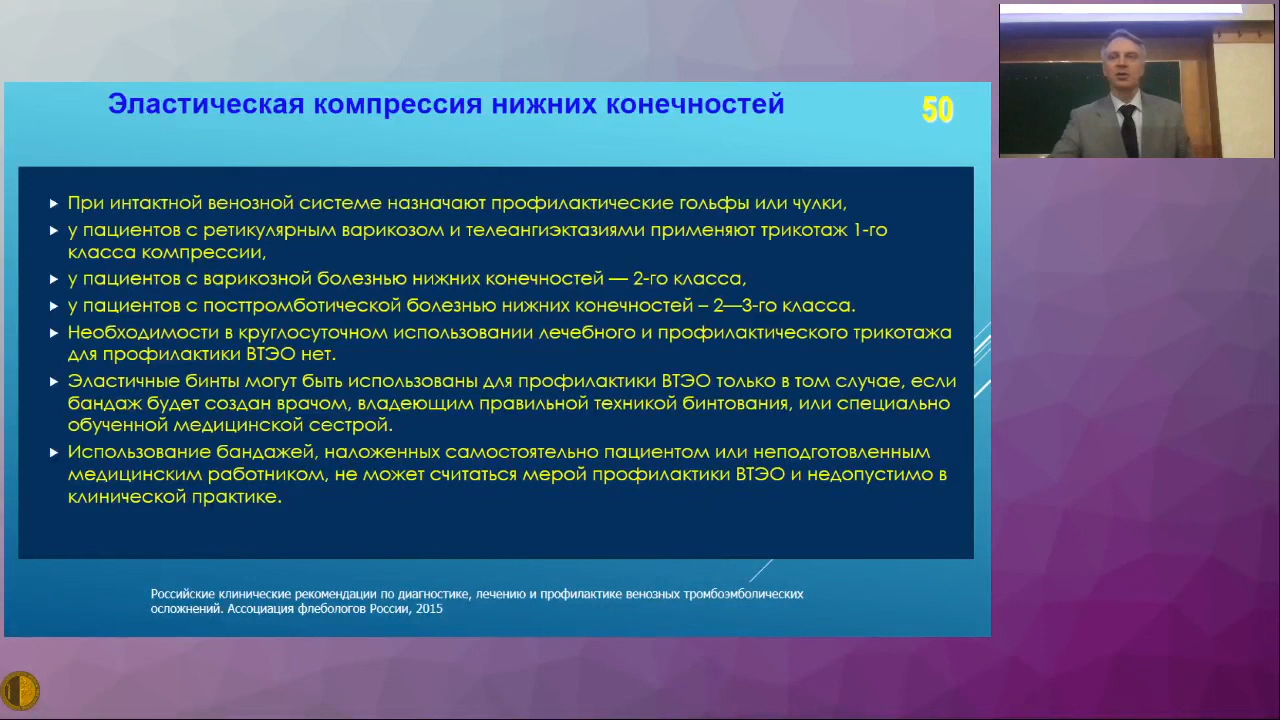 Эластическая компрессия нижних конечностей
50
При интактной венозной системе назначают профилактические гольфы или чулки,
у пациентов с ретикулярным варикозом и телеангиэктазиями применяют трикотаж 1-го
класса компрессии,
у пациентов с варикозной болезнью нижних конечностей — 2-го класса,
у пациентов с посттромботической болезнью нижних конечностей – 2—3-го класса.
Необходимости в круглосуточном использовании лечебного и профилактического трикотажа
для профилактики ВТЭО нет.
Эластичные бинты могут быть использованы для профилактики ВТЭО только в том случае, если
бандаж будет создан врачом, владеющим правильной техникой бинтования, или специально
обученной медицинской сестрой.
Использование бандажей, наложенных самостоятельно пациентом или неподготовленным
медицинским работником, не может считаться мерой профилактики ВТЭО и недопустимо в
клинической практике.
Российские клинические рекомендации по диагностике, лечению и профилактике венозных тромбоэмболических
осложнений. Ассоциация флебологов России, 2015